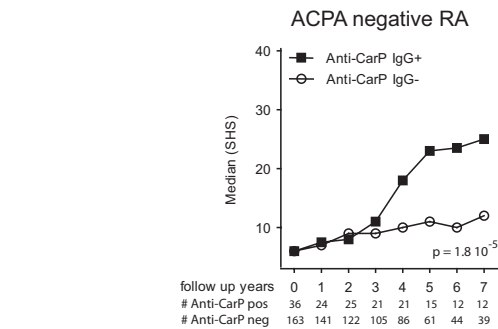 ACPA negative RA
40
30
20
10
Median (SHS)
Anti-CarP IgG+
Anti-CarP IgG-
p = 1.8 10-5
follow up years 0 1 2 3 4 5 6 7
# Anti-CarP pos 36 24 25 21 21 15 12 12
# Anti-CarP neg 163 141 122 105 86 61 44 39